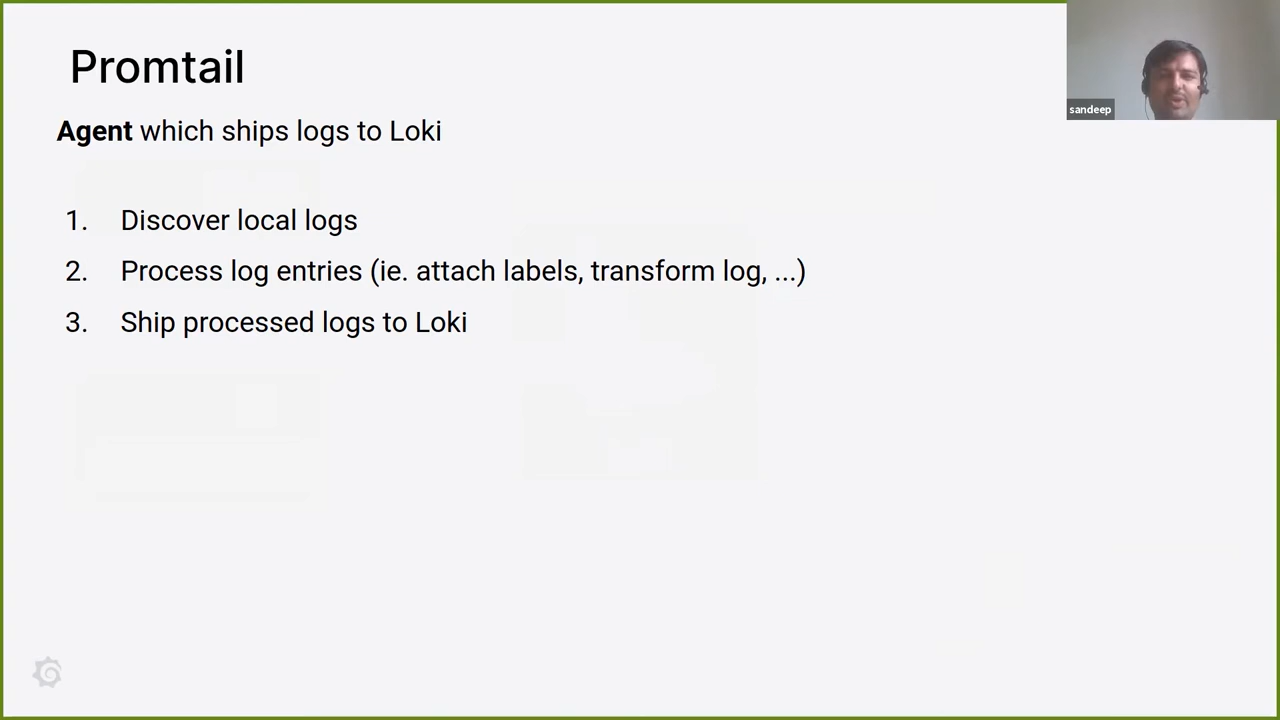 Promtail
sandeep
Agent which ships logs to Loki
1. Discover local logs
2. Process log entries (ie. attach labels, transform log, ...)
3. Ship processed logs to Loki